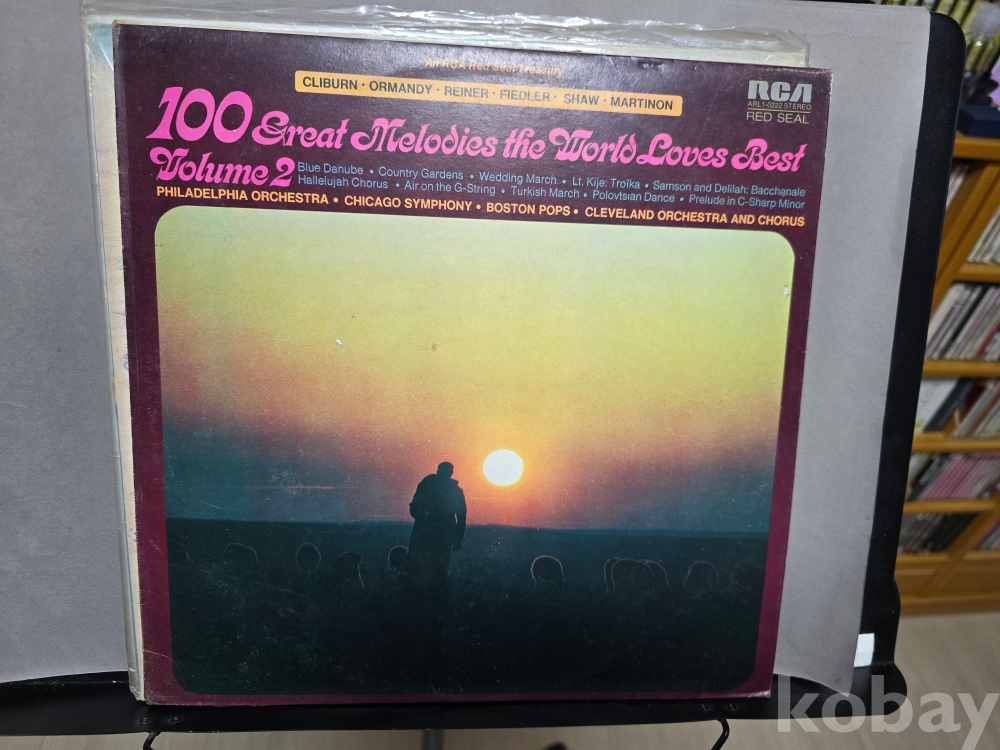 An RCA Red Seal Treasury
CLIBURN · ORMANDY · REINER · FIEDLER · SHAW · MARTINON
RCA
ARL1-0222 STEREO
RED SEAL
100 Great Melodies the World Loves Best
Volume 2
Blue Danube • Country Gardens • Wedding March • Lt. Kije: Troika • Samson and Delilah: Bacchanale
Hallelujah Chorus • Air on the G-String • Turkish March • Polovtsian Dance • Prelude in C-Sharp Minor
PHILADELPHIA ORCHESTRA • CHICAGO SYMPHONY • BOSTON POPS • CLEVELAND ORCHESTRA AND CHORUS
kobay